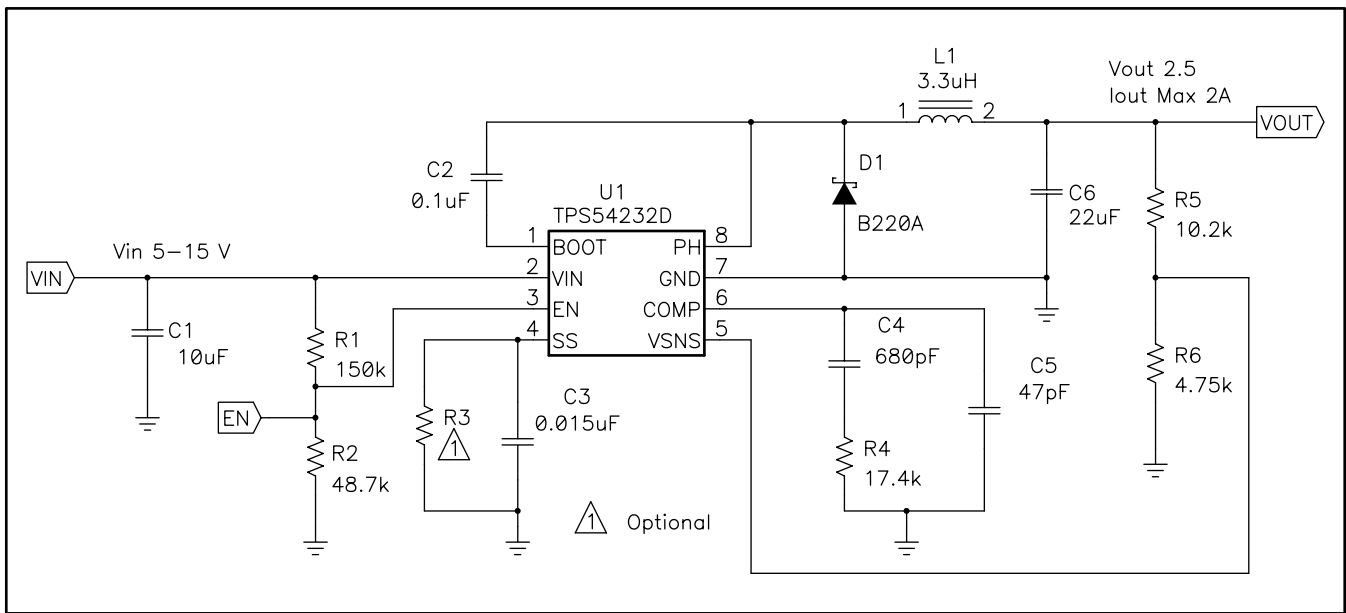 L1
3.3uH
1 2
Vout 2.5
Iout Max 2A
VOUT
C2
0.1uF
D1
B220A
C6
22uF
R5
10.2k
U1
TPS54232D
1 BOOT PH 8
2 VIN GND 7
3 EN COMP 6
4 SS VSNS 5
Vin 5-15 V
VIN
C1
10uF
R1
150k
EN
R2
48.7k
R3
1
C3
0.015uF
C4
680pF
C5
47pF
R4
17.4k
R6
4.75k
1 Optional